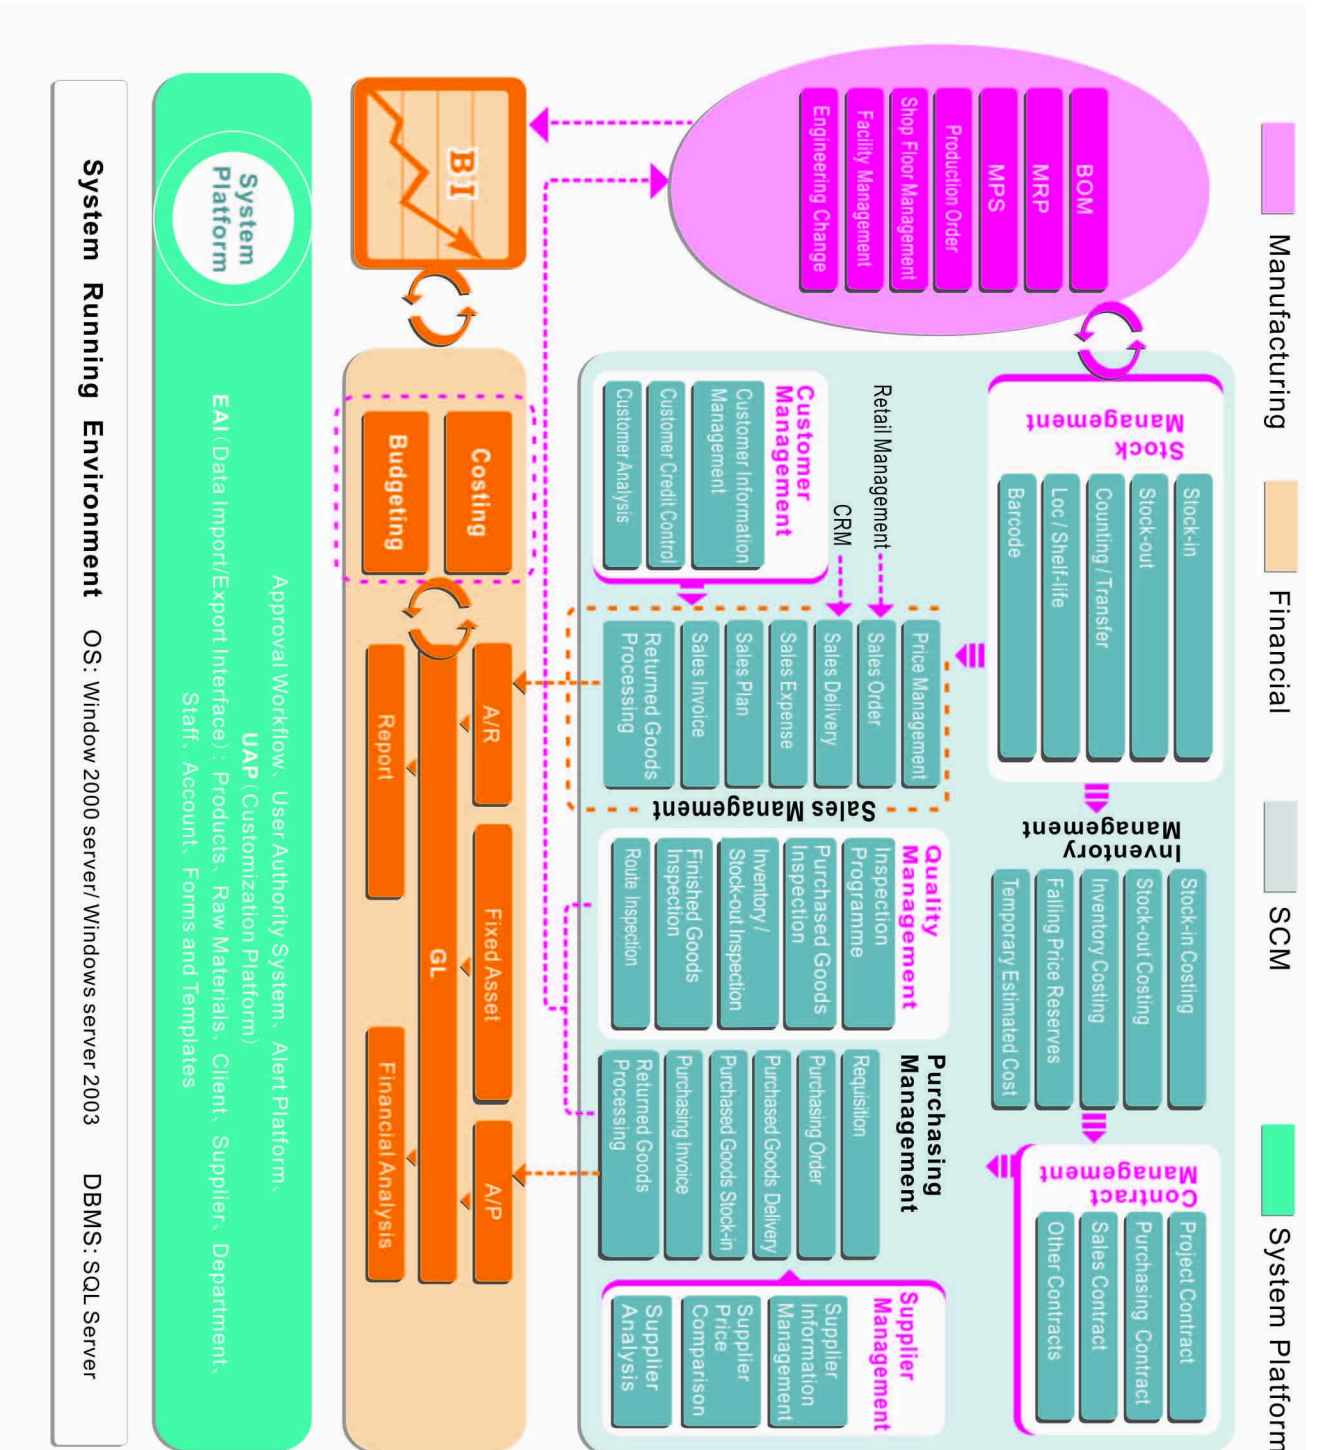 Manufacturing
Financial
SCM
System Platform
BOM
MRP
MPS
Production Order
Shop Floor Management
Facility Management
Engineering Change
Stock
Management
Stock-in
Stock-out
Counting / Transfer
Loc / Shelf-life
Barcode
Inventory
Management
Stock-in Costing
Stock-out Costing
Inventory Costing
Falling Price Reserves
Temporary Estimated Cost
Contract
Management
Project Contract
Purchasing Contract
Sales Contract
Other Contracts
Retail Management
CRM
Customer
Management
Customer Information
Management
Customer Credit Control
Customer Analysis
Price Management
Sales Order
Sales Delivery
Sales Expense
Sales Plan
Sales Invoice
Returned Goods
Processing
Sales Management
Quality
Management
Inspection
Programme
Purchased Goods
Inspection
Inventory /
Stock-out Inspection
Finished Goods
Inspection
Route Inspection
Purchasing
Management
Requisition
Purchasing Order
Purchased Goods Delivery
Purchased Goods Stock-in
Purchasing Invoice
Returned Goods
Processing
Supplier
Management
Supplier
Information
Management
Supplier
Price
Comparison
Supplier
Analysis
BI
Costing
Budgeting
A/R
Fixed Asset
A/P
GL
Report
Financial Analysis
System
Platform
Approval Workflow、User Authority System、Alert Platform、
UAP(Customization Platform)
EAI(Data Import/Export Interface): Products、Raw Materials、Client、Supplier、Department、
Staff、Account、Forms and Templates
System Running Environment OS: Window 2000 server/ Windows server 2003 DBMS: SQL Server